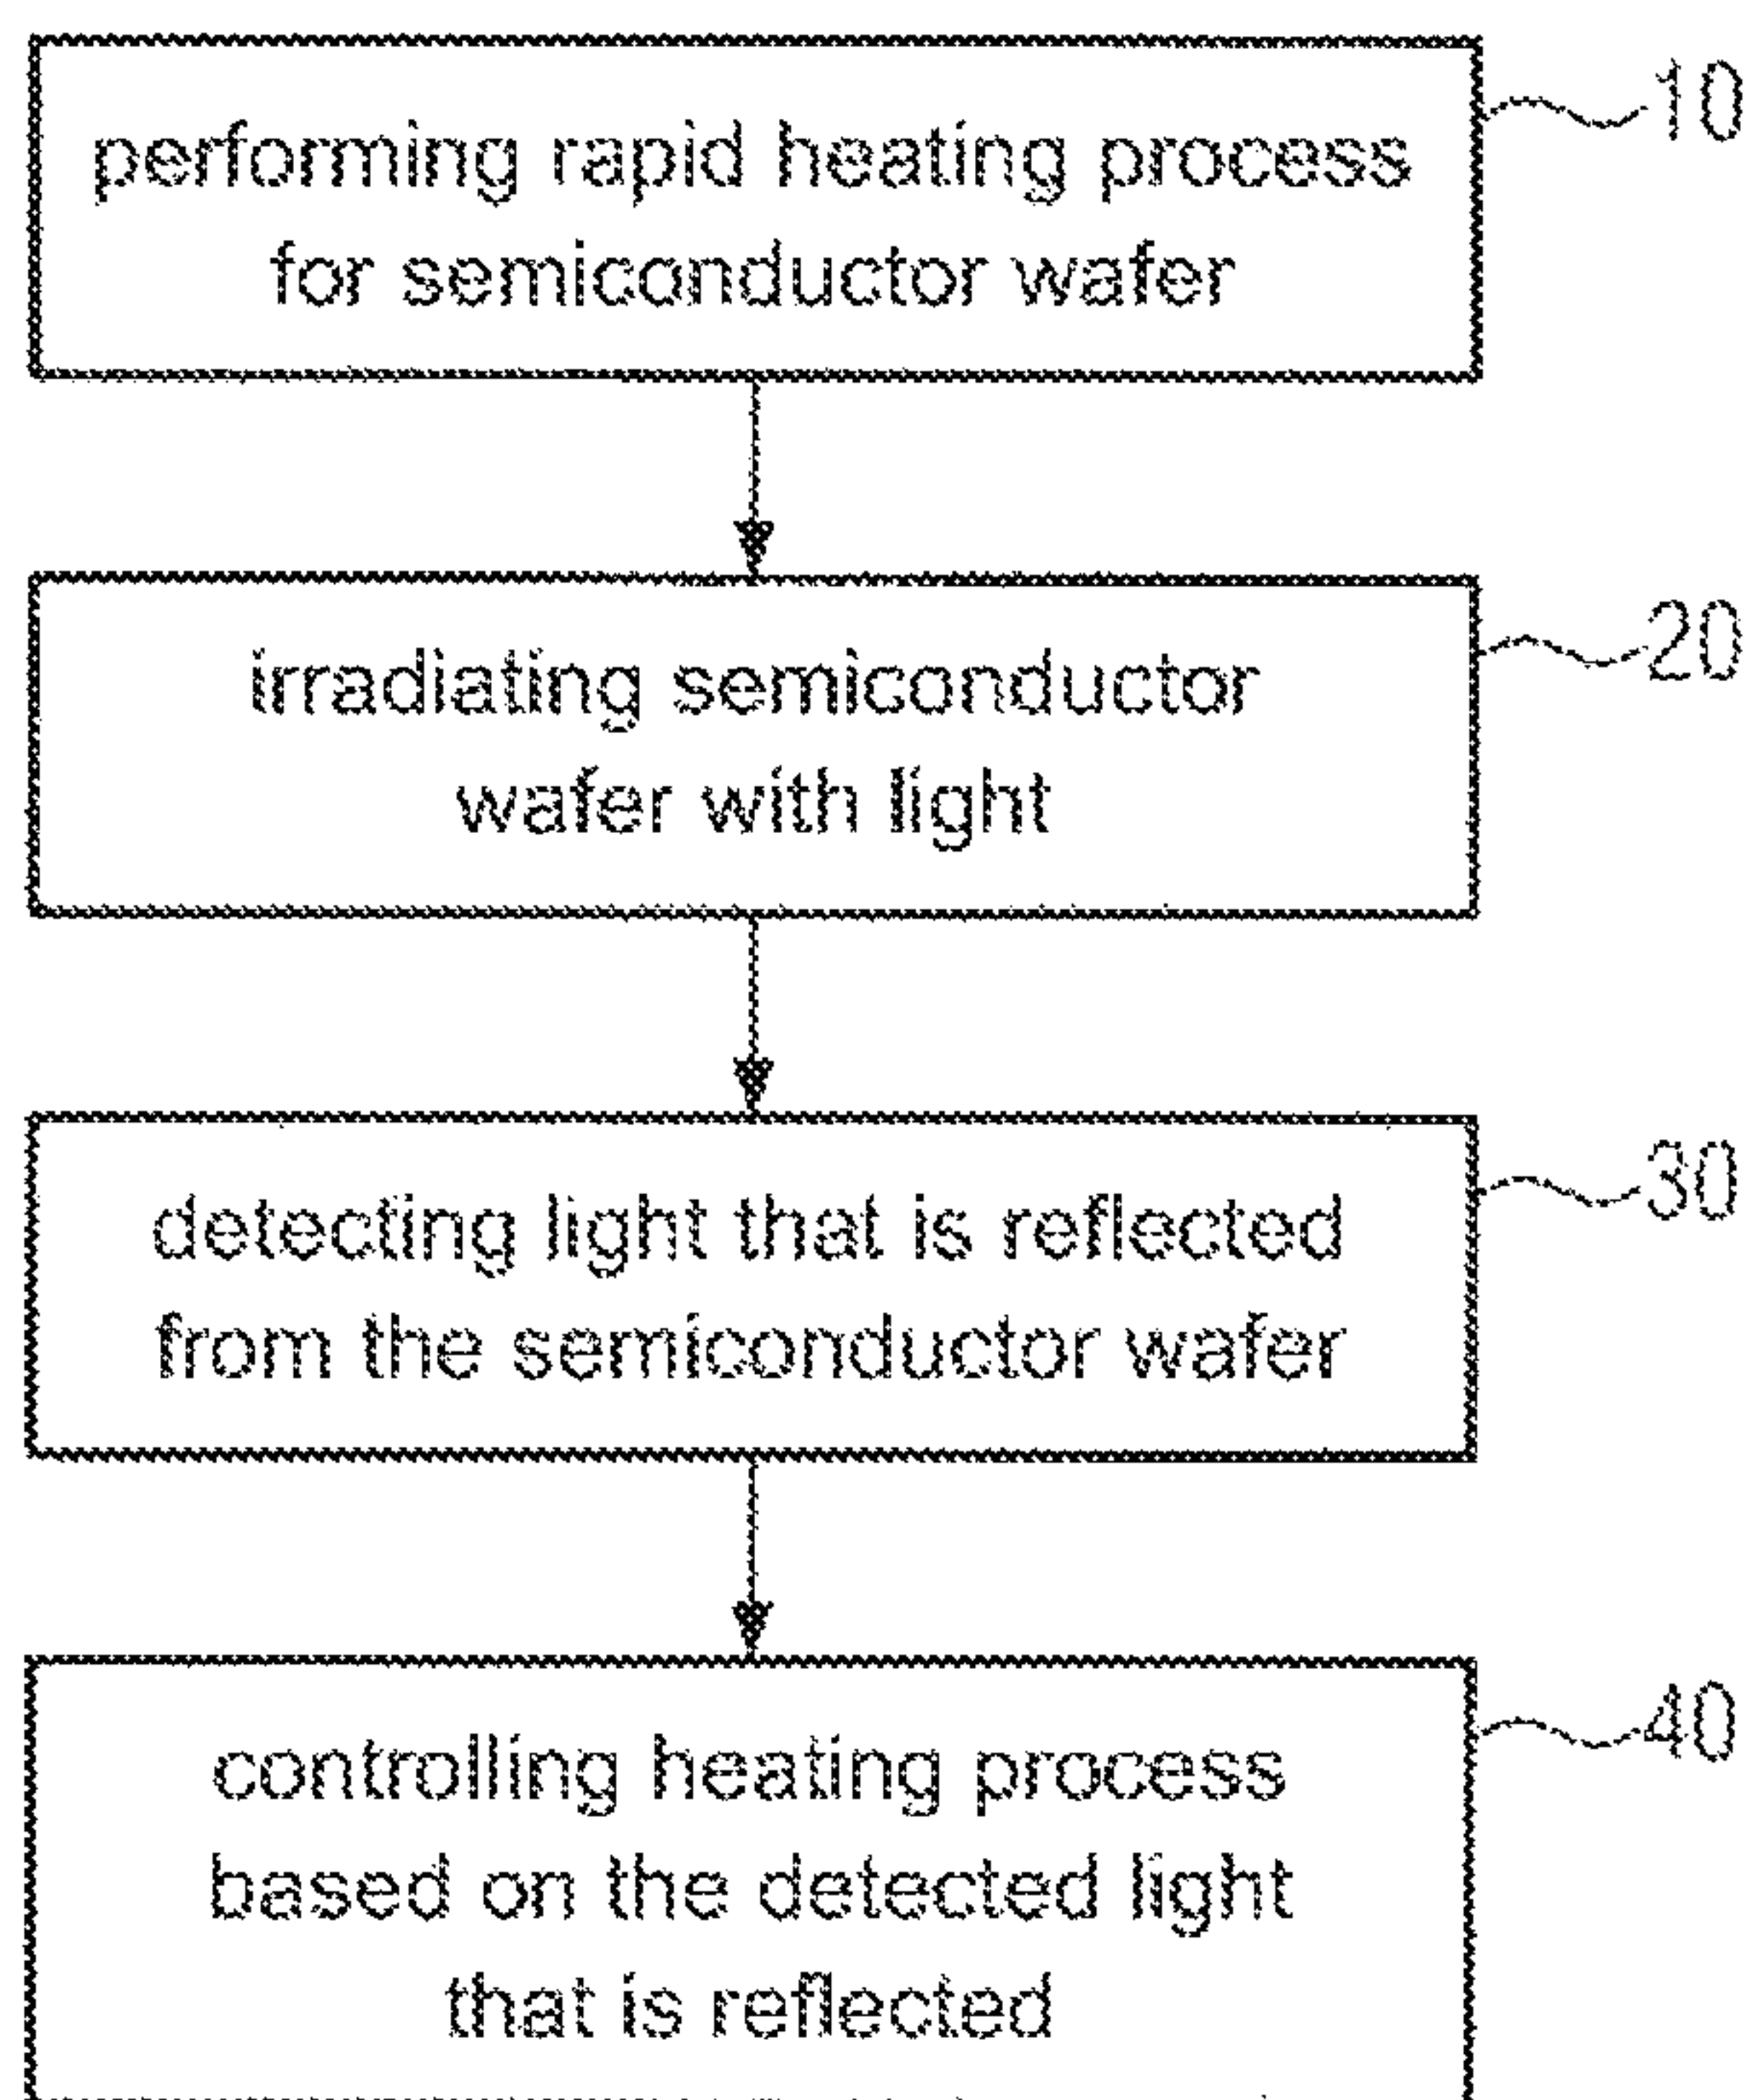 performing rapid heating process
for semiconductor wafer
10
irradiating semiconductor
wafer with light
20
detecting light that is reflected
from the semiconductor wafer
30
controlling heating process
based on the detected light
that is reflected
40